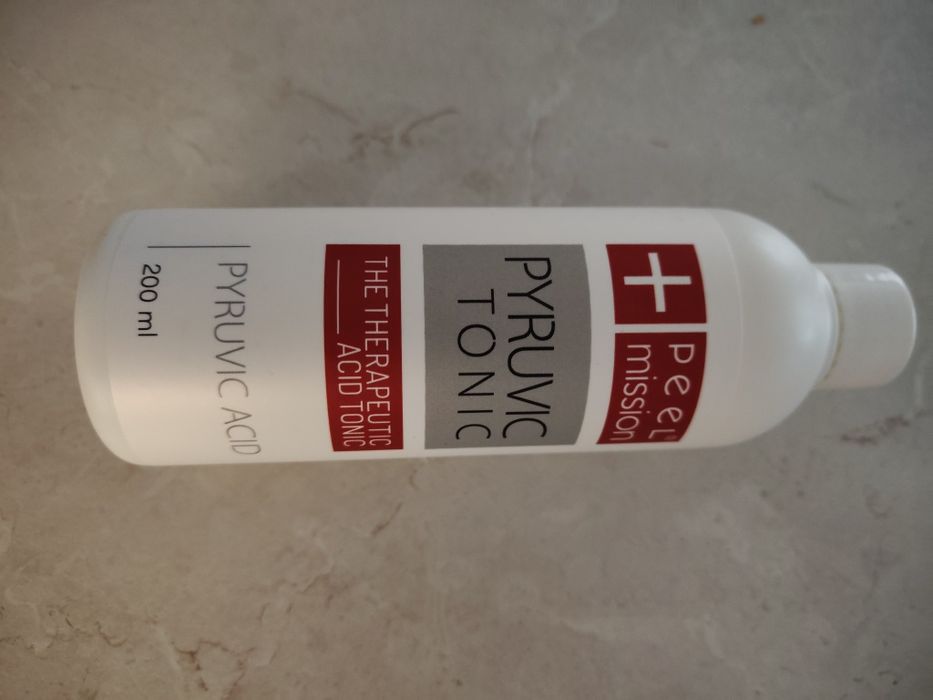 peel®
mission
PYRUVIC
TONIC
THE THERAPEUTIC
ACID TONIC
PYRUVIC ACID
200 ml